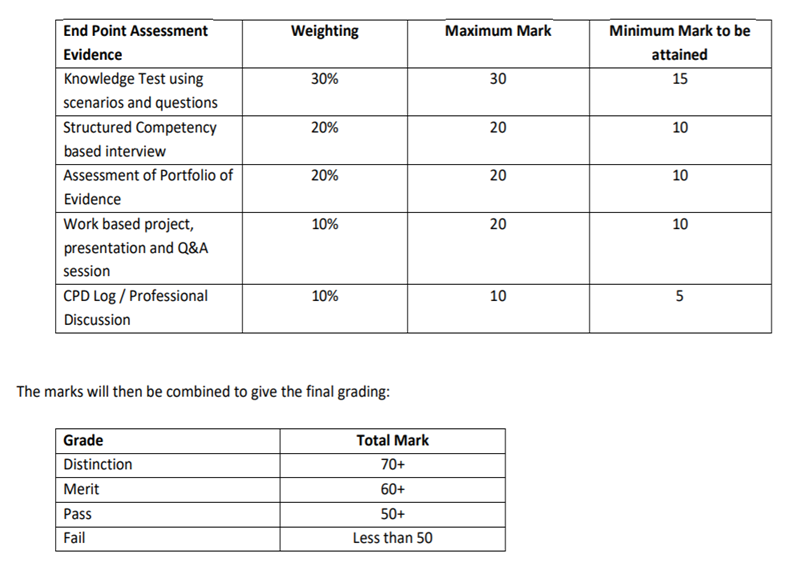 End Point Assessment Evidence Weighting Maximum Mark Minimum Mark to be attained
Knowledge Test using scenarios and questions 30% 30 15
Structured Competency based interview 20% 20 10
Assessment of Portfolio of Evidence 20% 20 10
Work based project, presentation and Q&A session 10% 20 10
CPD Log / Professional Discussion 10% 10 5
The marks will then be combined to give the final grading:
Grade Total Mark
Distinction 70+
Merit 60+
Pass 50+
Fail Less than 50